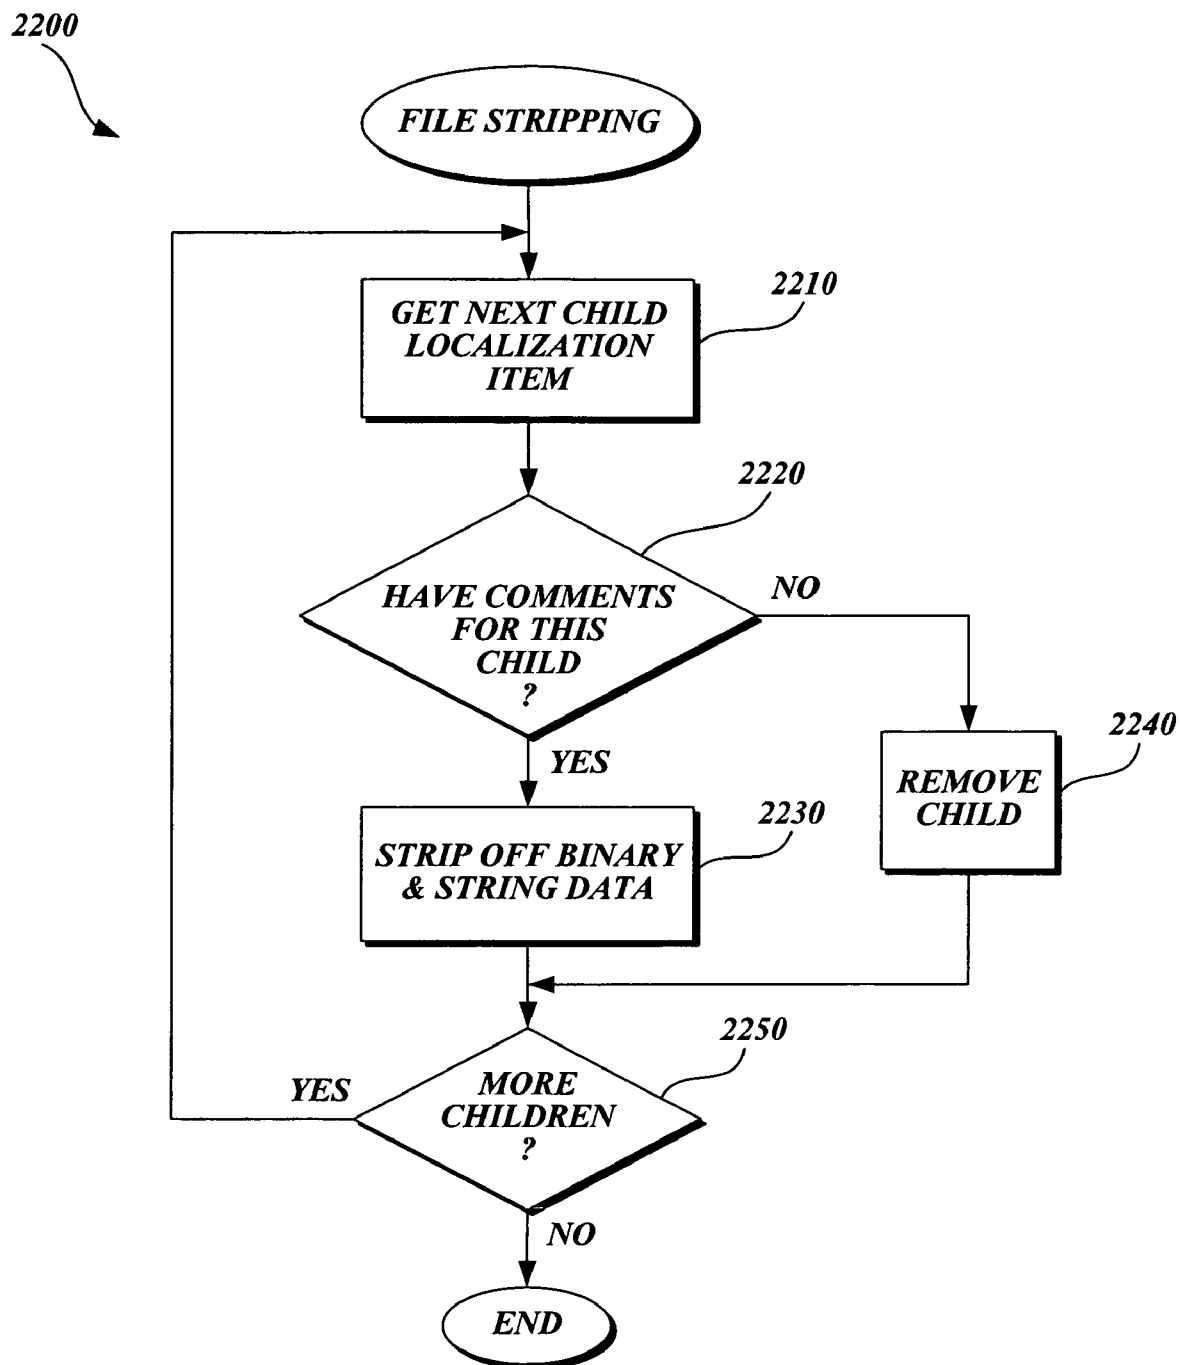 2200
FILE STRIPPING
2210
GET NEXT CHILD
LOCALIZATION
ITEM
2220
HAVE COMMENTS
FOR THIS
CHILD
?
NO
YES
2240
REMOVE
CHILD
2230
STRIP OFF BINARY
& STRING DATA
2250
MORE
CHILDREN
?
YES
NO
END